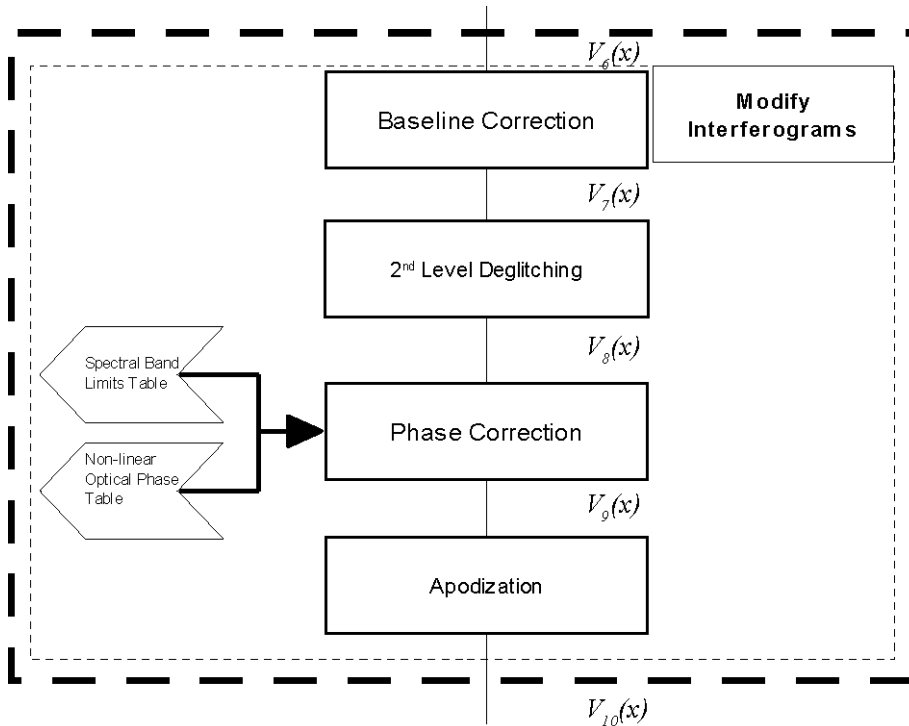 V6(x)
Baseline Correction
Modify
Interferograms
V7(x)
2nd Level Deglitching
V8(x)
Spectral Band
Limits Table
Phase Correction
Non-linear
Optical Phase
Table
V9(x)
Apodization
V10(x)